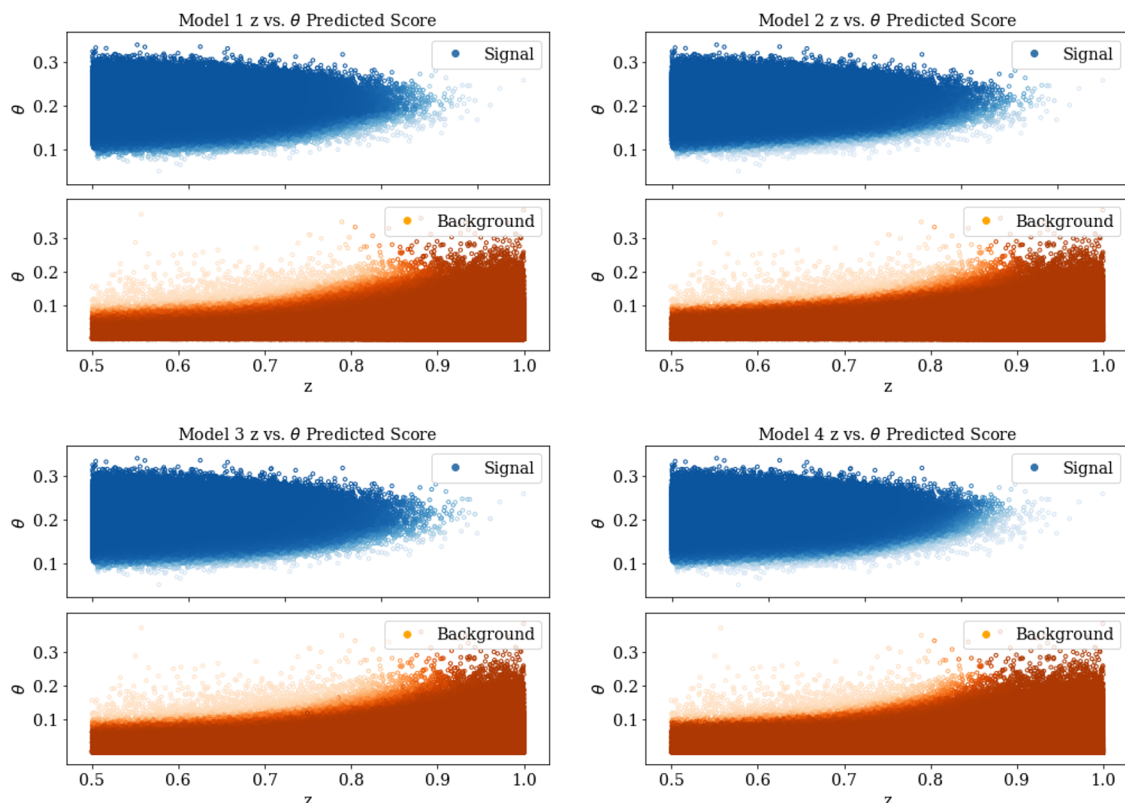 Model 1 z vs. θ Predicted Score
Signal
0.3
0.2
0.1
θ
Background
0.3
0.2
0.1
θ
0.5 0.6 0.7 0.8 0.9 1.0
z
Model 2 z vs. θ Predicted Score
Signal
0.3
0.2
0.1
θ
Background
0.3
0.2
0.1
θ
0.5 0.6 0.7 0.8 0.9 1.0
z
Model 3 z vs. θ Predicted Score
Signal
0.3
0.2
0.1
θ
Background
0.3
0.2
0.1
θ
0.5 0.6 0.7 0.8 0.9 1.0
z
Model 4 z vs. θ Predicted Score
Signal
0.3
0.2
0.1
θ
Background
0.3
0.2
0.1
θ
0.5 0.6 0.7 0.8 0.9 1.0
z